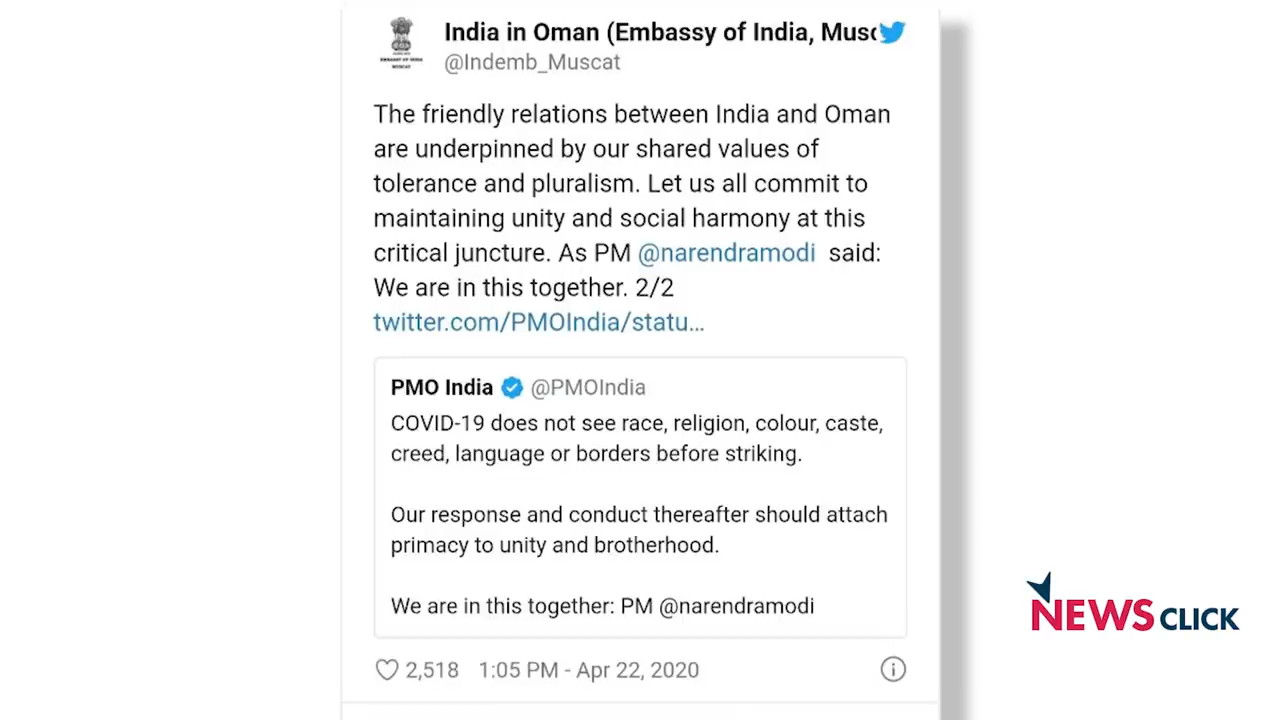 India in Oman (Embassy of India, Musc
@Indemb_Muscat
EMBASSY OF INDIA
MUSCAT
The friendly relations between India and Oman
are underpinned by our shared values of
tolerance and pluralism. Let us all commit to
maintaining unity and social harmony at this
critical juncture. As PM @narendramodi said:
We are in this together. 2/2
twitter.com/PMOIndia/statu…
PMO India @PMOIndia
COVID-19 does not see race, religion, colour, caste,
creed, language or borders before striking.
Our response and conduct thereafter should attach
primacy to unity and brotherhood.
We are in this together: PM @narendramodi
2,518 1:05 PM - Apr 22, 2020
NEWSCLICK